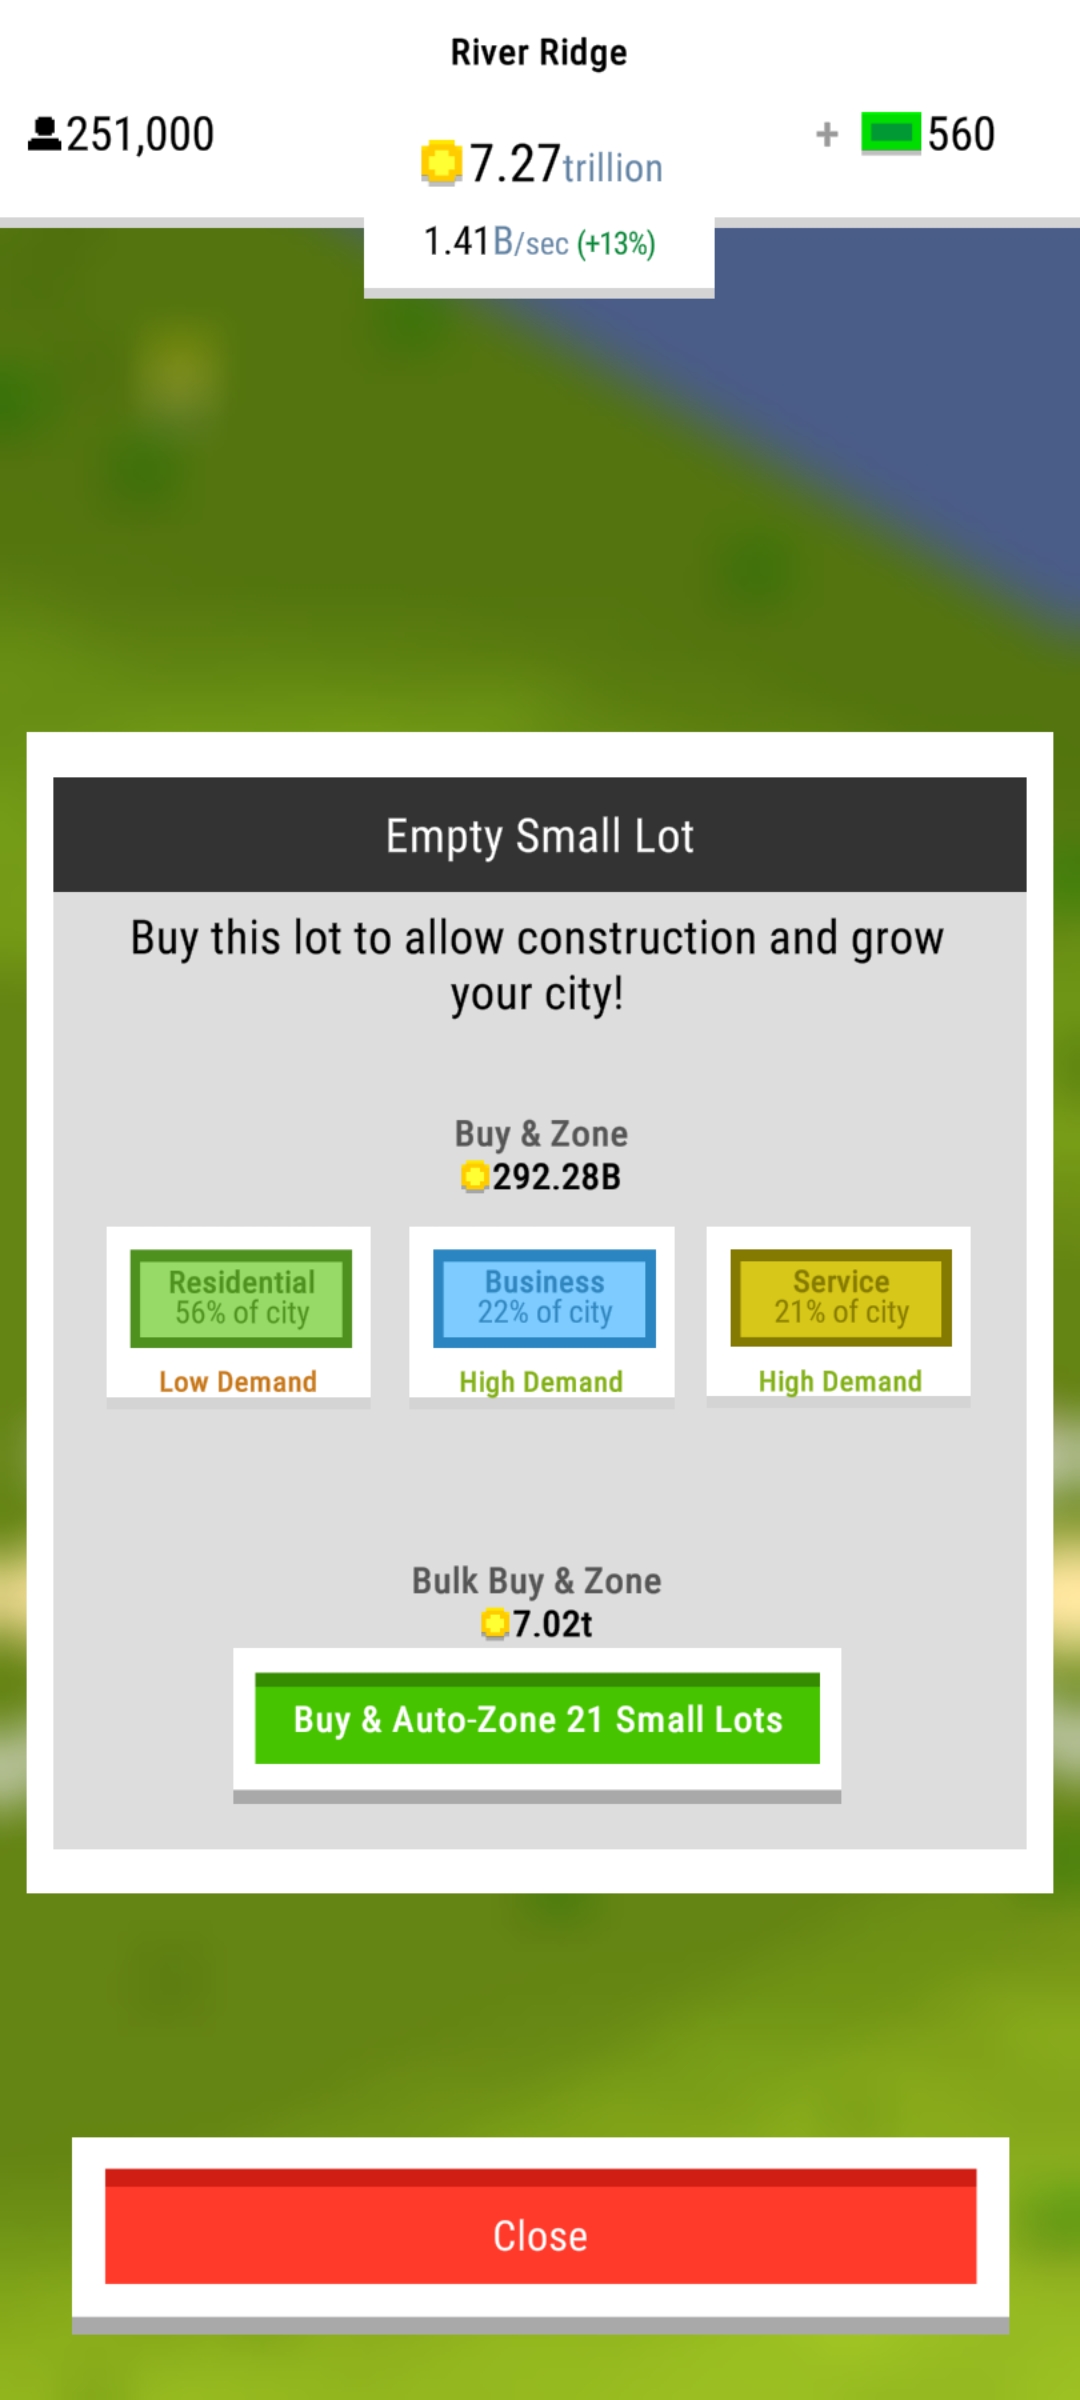 River Ridge
251,000
7.27trillion
+ 560
1.41B/sec (+13%)
Empty Small Lot
Buy this lot to allow construction and grow
your city!
Buy & Zone
292.28B
Residential
56% of city
Low Demand
Business
22% of city
High Demand
Service
21% of city
High Demand
Bulk Buy & Zone
7.02t
Buy & Auto-Zone 21 Small Lots
Close